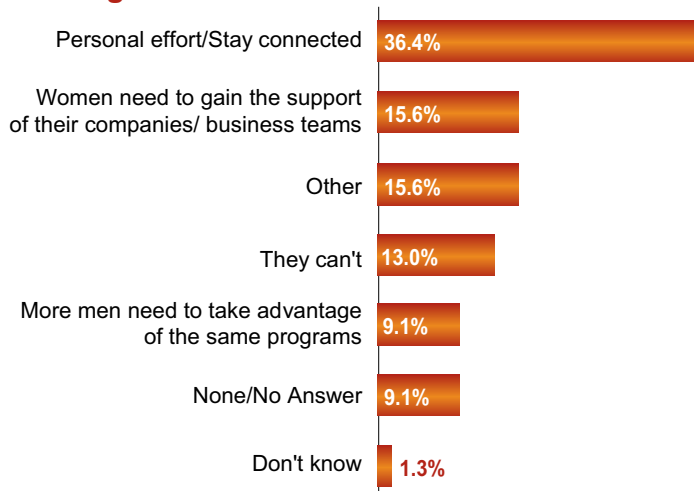 Personal effort/Stay connected 36.4%
Women need to gain the support
of their companies/ business teams 15.6%
Other 15.6%
They can't 13.0%
More men need to take advantage
of the same programs 9.1%
None/No Answer 9.1%
Don't know 1.3%